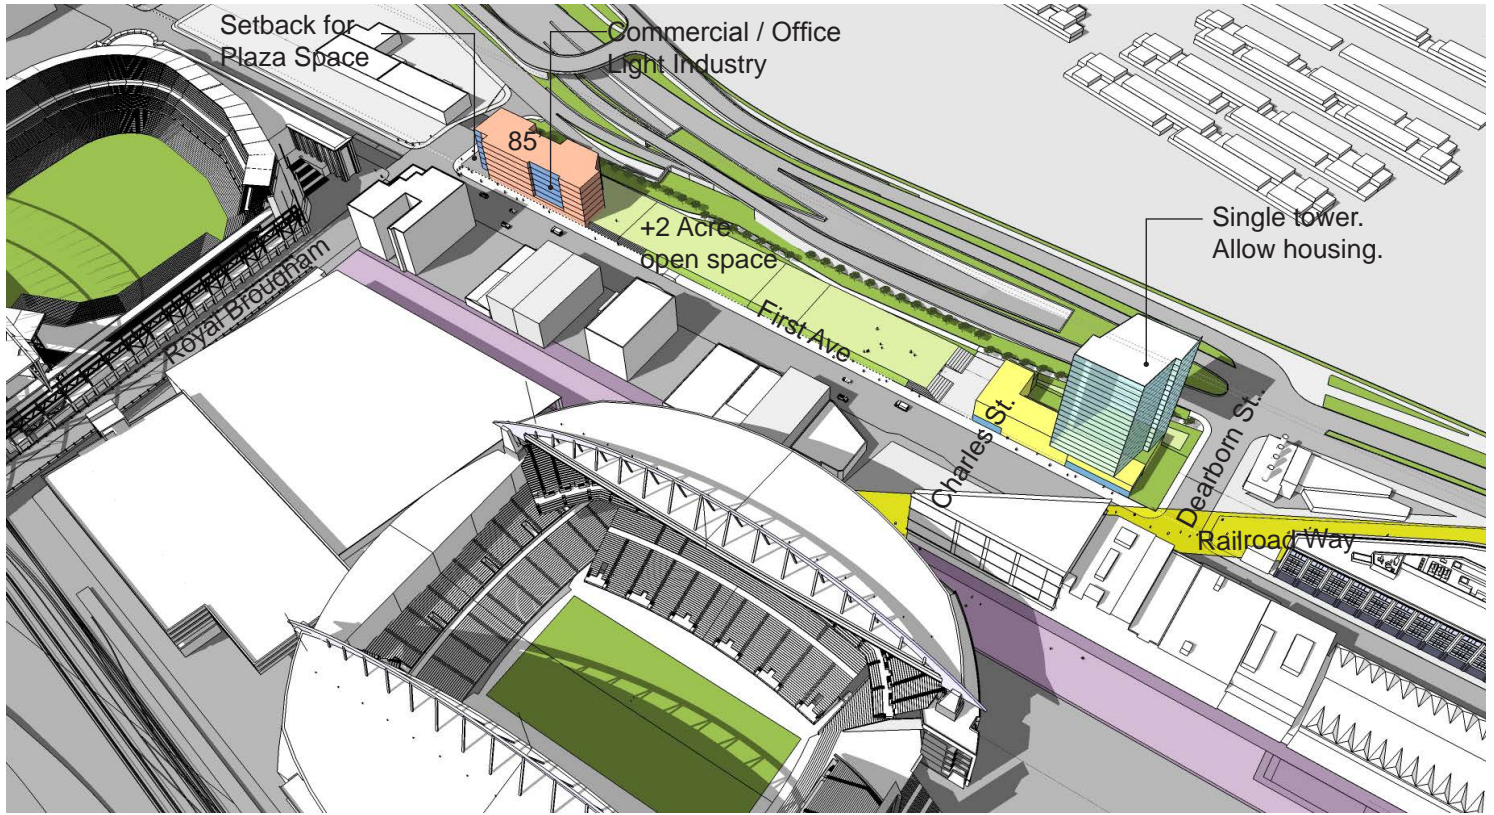 Setback for
Plaza Space
Commercial / Office
Light Industry
85'
+2 Acre
open space
Single tower.
Allow housing.
Royal Brougham
First Ave.
Charles St.
Dearborn St.
Railroad Way